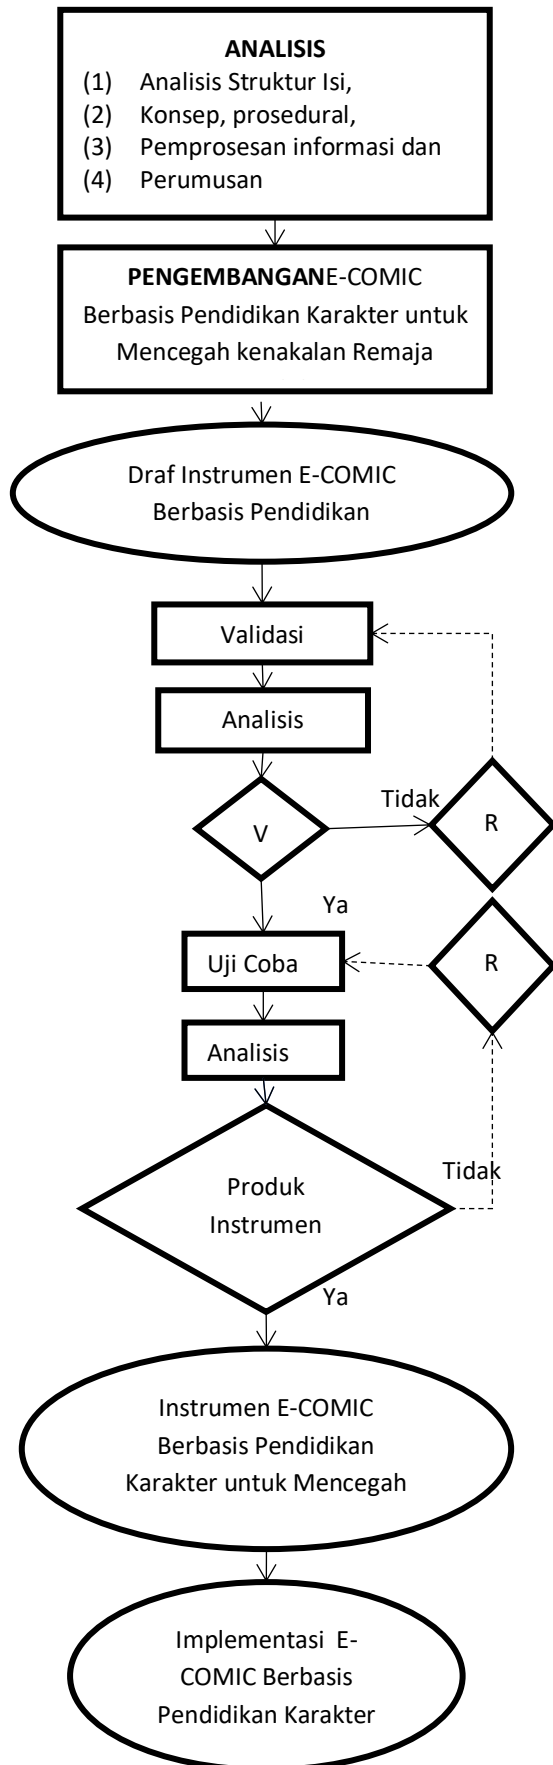 ANALISIS
(1) Analisis Struktur Isi,
(2) Konsep, prosedural,
(3) Pemprosesan informasi dan
(4) Perumusan
PENGEMBANGANE-COMIC
Berbasis Pendidikan Karakter untuk
Mencegah kenakalan Remaja
Draf Instrumen E-COMIC
Berbasis Pendidikan
Validasi
Analisis
Tidak
V
R
Ya
Uji Coba
R
Analisis
Tidak
Produk
Instrumen
Ya
Instrumen E-COMIC
Berbasis Pendidikan
Karakter untuk Mencegah
Implementasi E-
COMIC Berbasis
Pendidikan Karakter